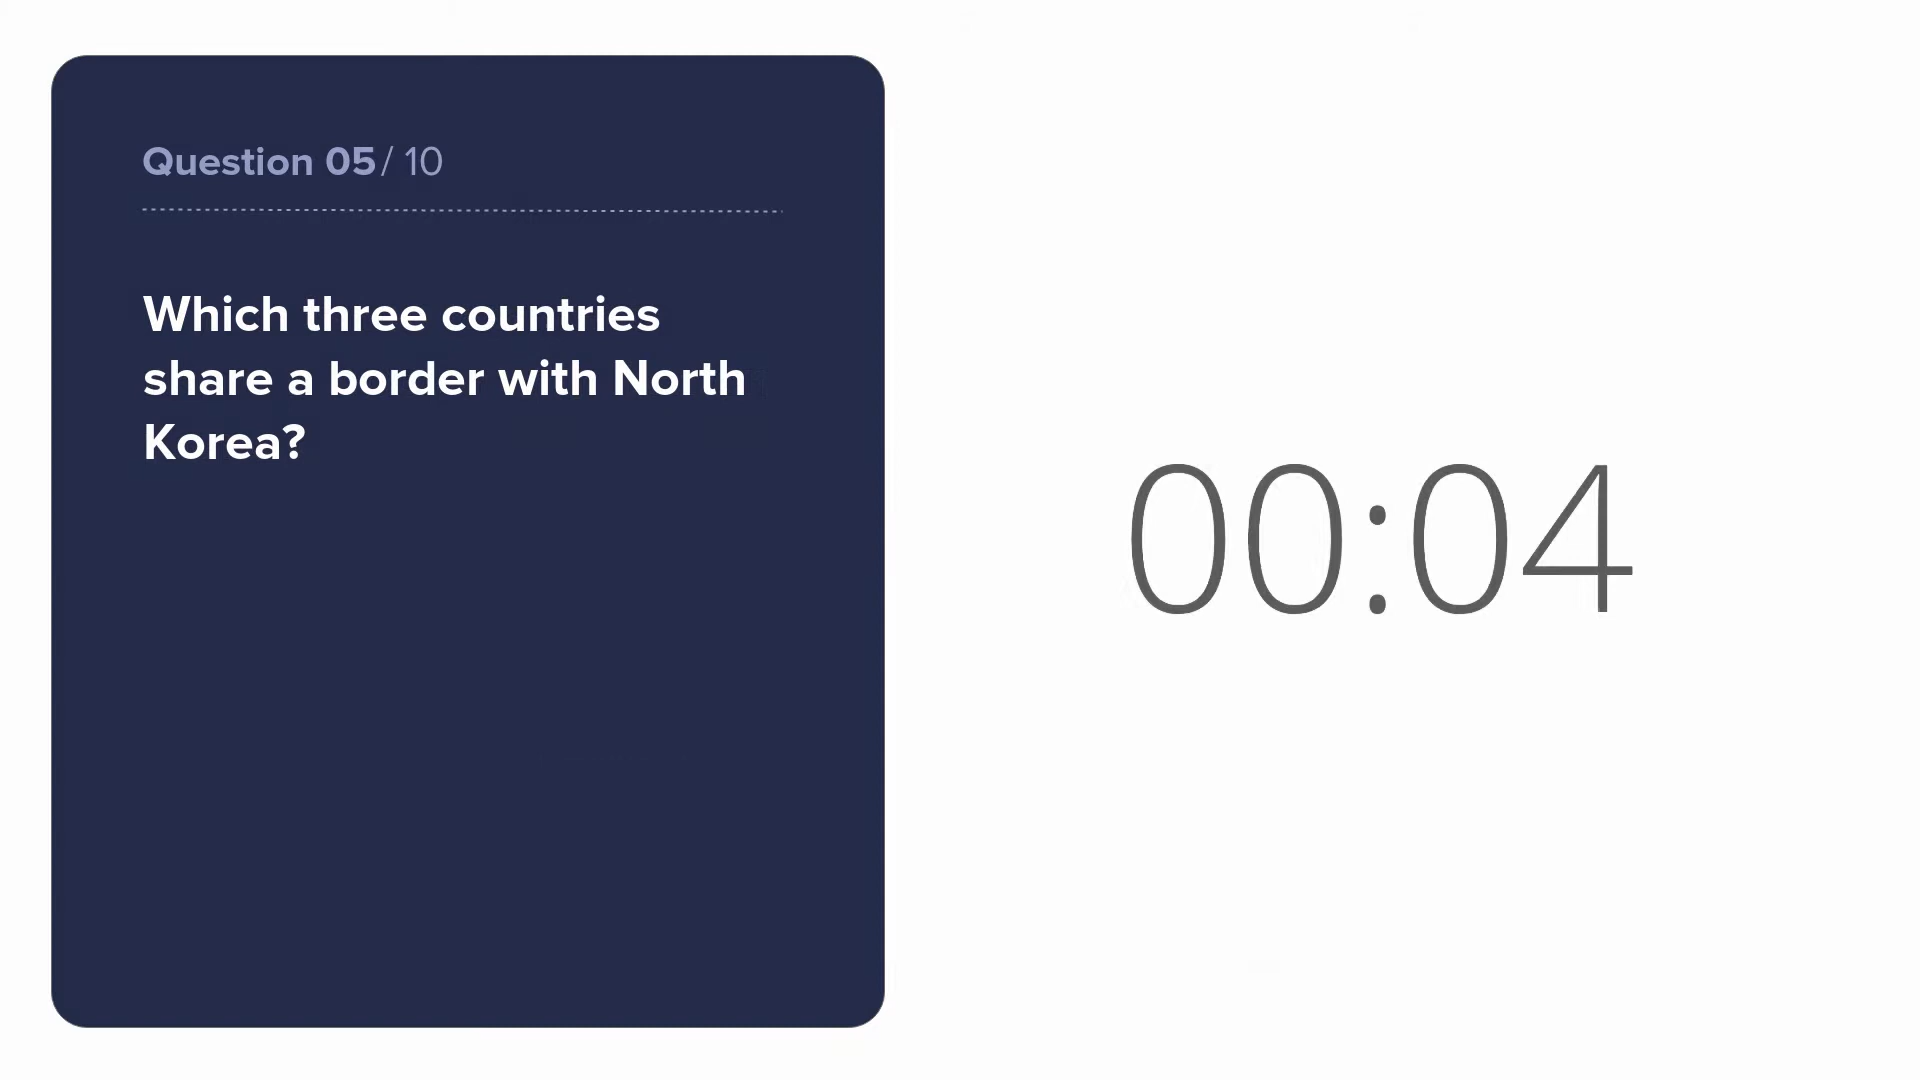 Question 05 / 10
Which three countries
share a border with North
Korea?
00:04